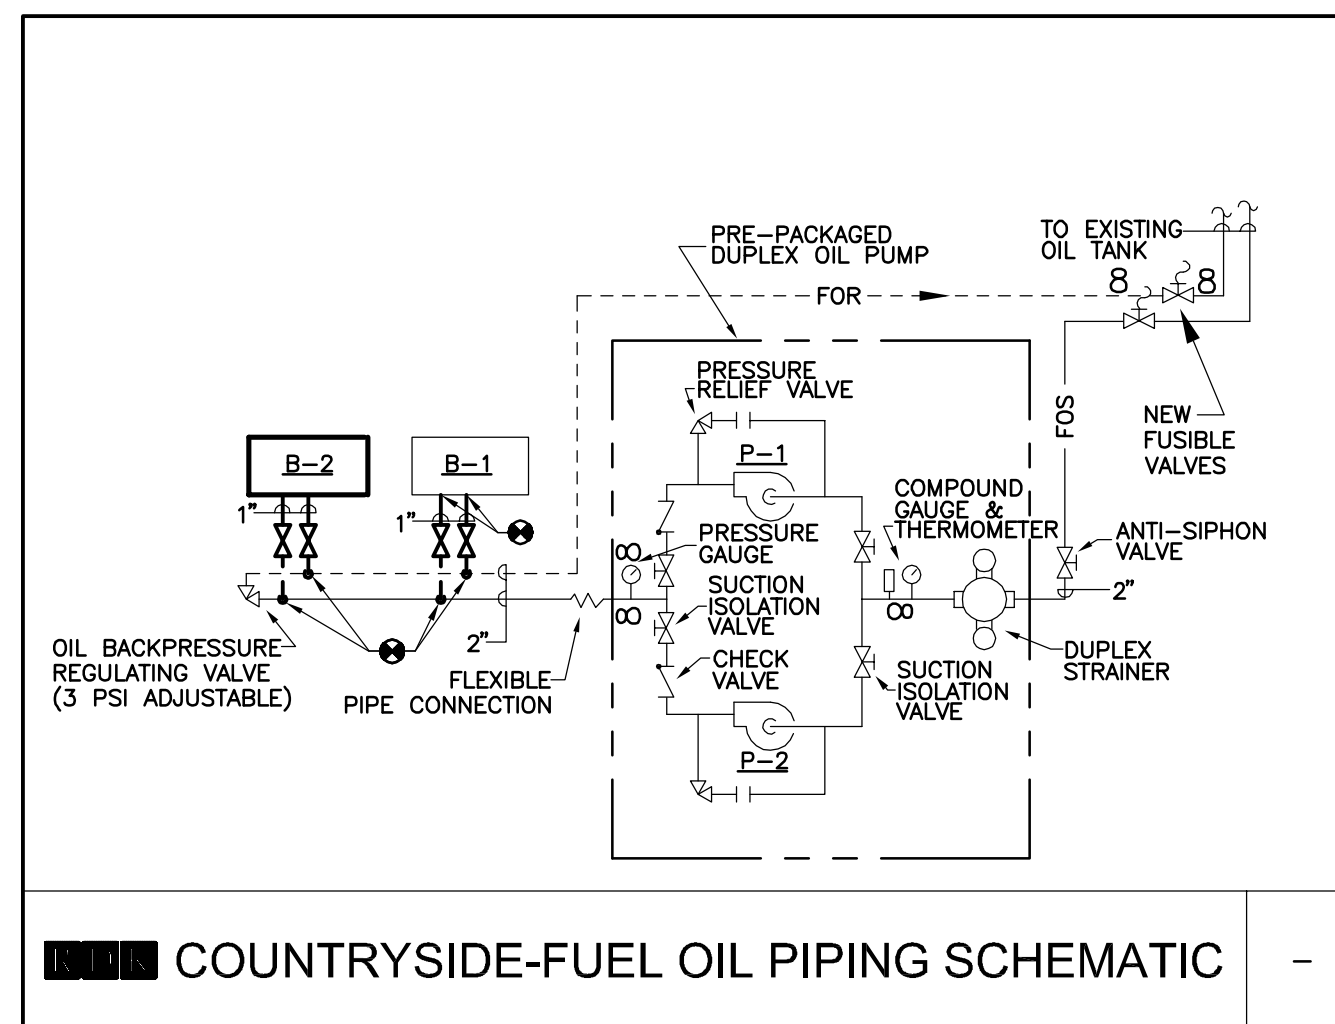 TO EXISTING
OIL TANK
PRE-PACKAGED
DUPLEX OIL PUMP
8
8
FOR
PRESSURE
RELIEF VALVE
FOS
NEW
FUSIBLE
VALVES
B-2
B-1
P-1
1"
1"
COMPOUND
GAUGE &
THERMOMETER
PRESSURE
GAUGE
8
ANTI-SIPHON
VALVE
SUCTION
ISOLATION
VALVE
8
8
2"
2"
OIL BACKPRESSURE
REGULATING VALVE
(3 PSI ADJUSTABLE)
FLEXIBLE
PIPE CONNECTION
CHECK
VALVE
SUCTION
ISOLATION
VALVE
DUPLEX
STRAINER
P-2
COUNTRYSIDE-FUEL OIL PIPING SCHEMATIC
-